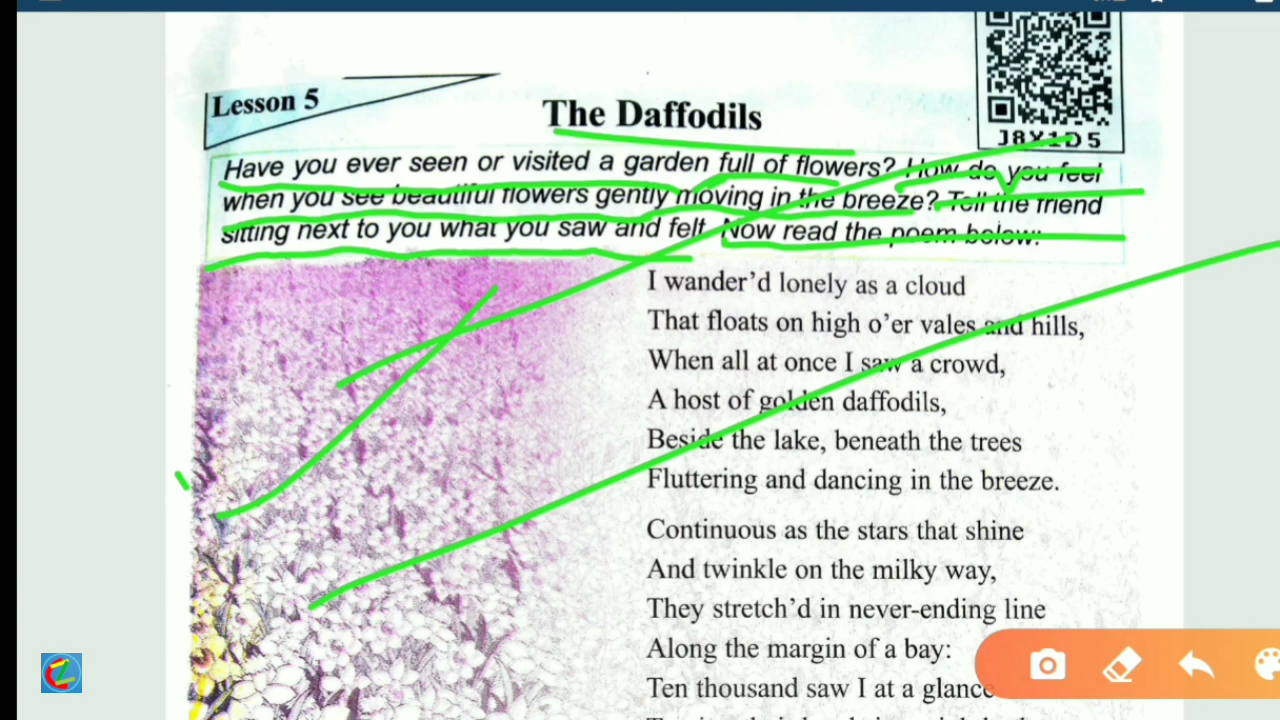 J8X1D5
Lesson 5
The Daffodils
Have you ever seen or visited a garden full of flowers? How do you feel
when you see beautiful flowers gently moving in the breeze? Tell the friend
sitting next to you what you saw and felt. Now read the poem below:
I wander’d lonely as a cloud
That floats on high o’er vales and hills,
When all at once I saw a crowd,
A host of golden daffodils,
Beside the lake, beneath the trees
Fluttering and dancing in the breeze.
Continuous as the stars that shine
And twinkle on the milky way,
They stretch’d in never-ending line
Along the margin of a bay:
Ten thousand saw I at a glance